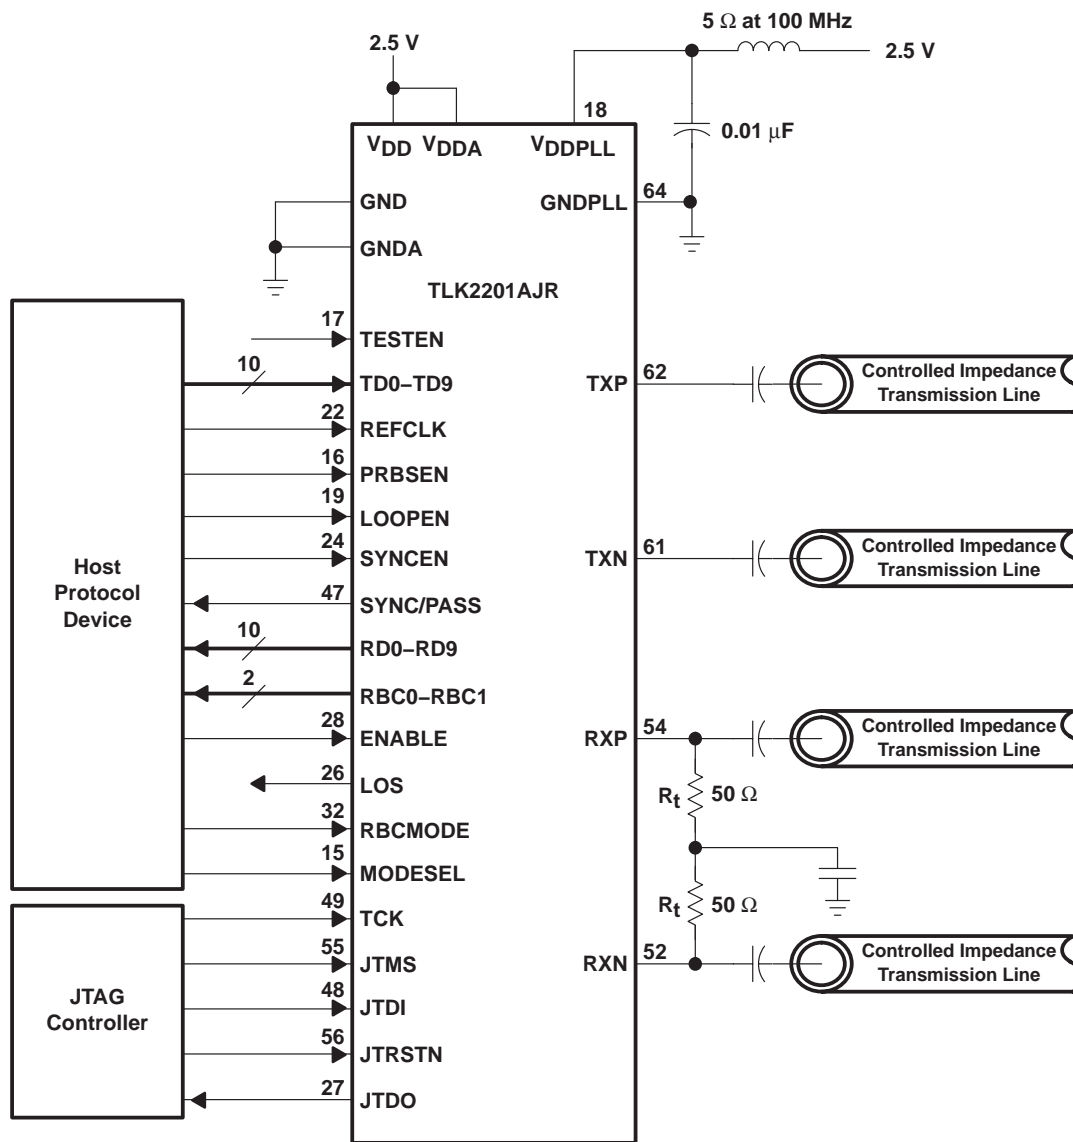 5 Ω at 100 MHz
2.5 V
2.5 V
18
0.01 µF
VDD VDDA VDDPLL
64
GND GNDPLL
GNDA
TLK2201AJR
17
TESTEN
10
TD0–TD9
TXP
62
Controlled Impedance
Transmission Line
22
REFCLK
16
PRBSEN
19
LOOPEN
24
SYNCEN
TXN
61
Controlled Impedance
Transmission Line
Host
Protocol
Device
47
SYNC/PASS
10
RD0–RD9
2
RBC0–RBC1
28
ENABLE
RXP
54
Controlled Impedance
Transmission Line
26
LOS
Rt 50 Ω
32
RBCMODE
15
MODESEL
49
TCK
Rt 50 Ω
55
JTMS
RXN
52
Controlled Impedance
Transmission Line
JTAG
Controller
48
JTDI
56
JTRSTN
27
JTDO